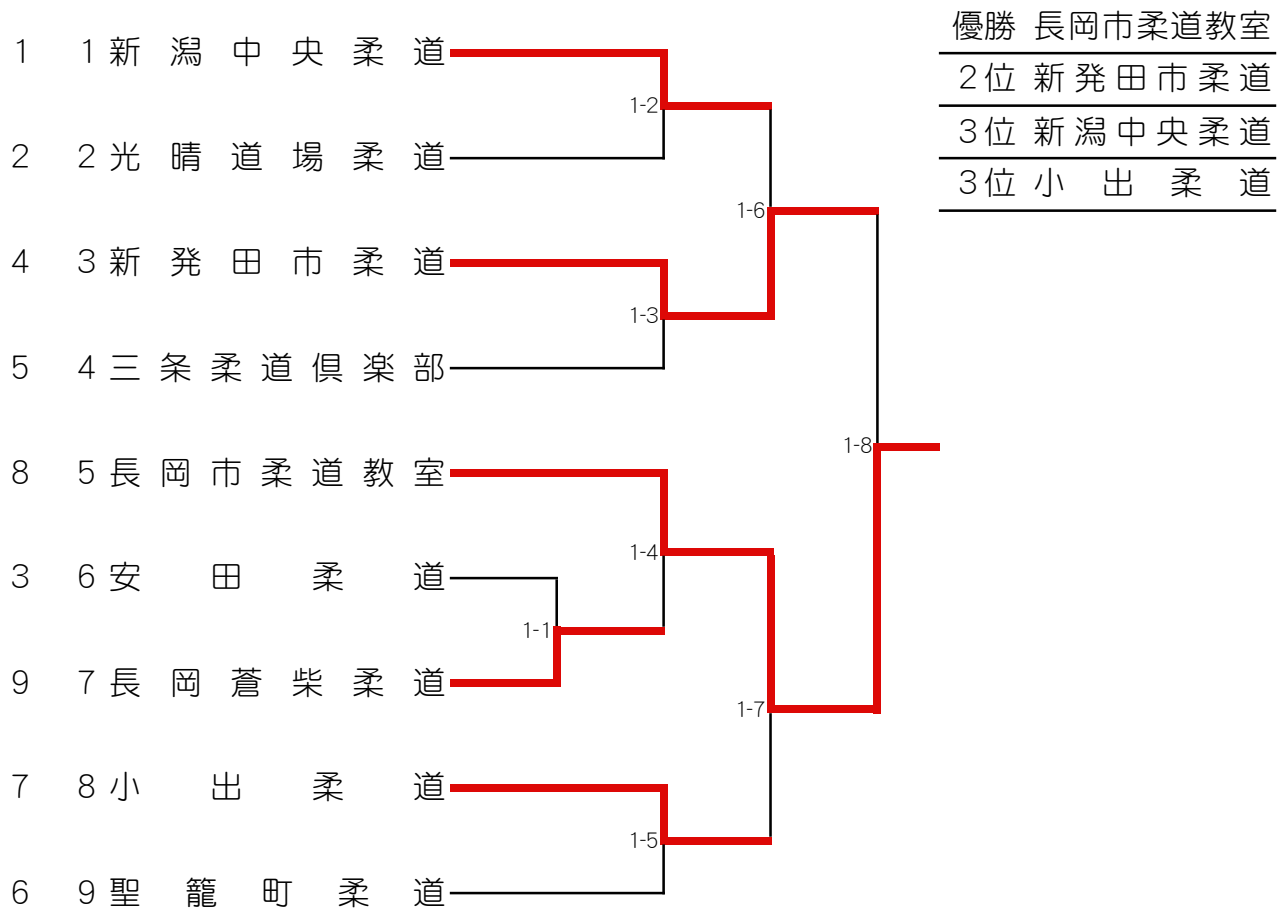 優勝 長岡市柔道教室
1 1 新潟中央柔道
2位 新発田市柔道
1-2
3位 新潟中央柔道
2 2 光晴道場柔道
3位 小出柔道
1-6
4 3 新発田市柔道
1-3
5 4 三条柔道倶楽部
1-8
8 5 長岡市柔道教室
1-4
3 6 安田柔道
1-1
9 7 長岡蒼柴柔道
1-7
7 8 小出柔道
1-5
6 9 聖籠町柔道